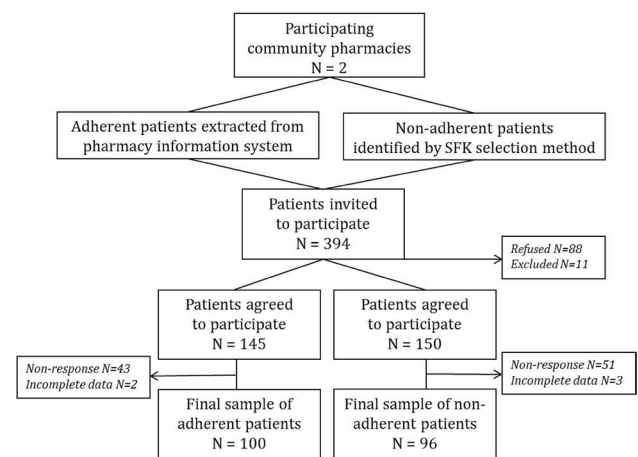 Participating
community pharmacies
N = 2
Adherent patients extracted from
pharmacy information system
Non-adherent patients
identified by SFK selection method
Patients invited
to participate
N = 394
Refused N=88
Excluded N=11
Patients agreed
to participate
N = 145
Patients agreed
to participate
N = 150
Non-response N=43
Incomplete data N=2
Non-response N=51
Incomplete data N=3
Final sample of
adherent patients
N = 100
Final sample of non-
adherent patients
N = 96